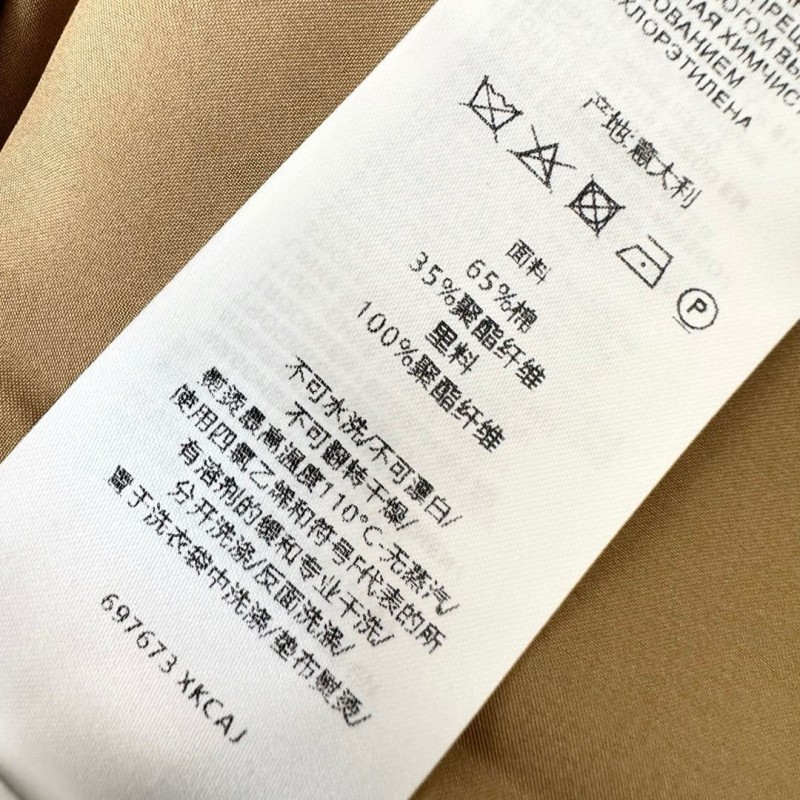 ПРЕЩ
ОГОМ ВЫ
НАЯ ХИМЧИС
ОВАНИЕМ
ХЛОРЭТИЛЕНА
产地:意大利
P
面料
65%棉
35%聚酯纤维
里料
100%聚酯纤维
不可水洗/不可漂白/
不可翻转干燥/
熨烫最高温度110°C-无蒸汽/
使用四氯乙烯和符号F代表的所
有溶剂的缓和专业干洗/
分开洗涤/反面洗涤/
置于洗衣袋中洗涤/垫布熨烫/
697673 XKCAJ